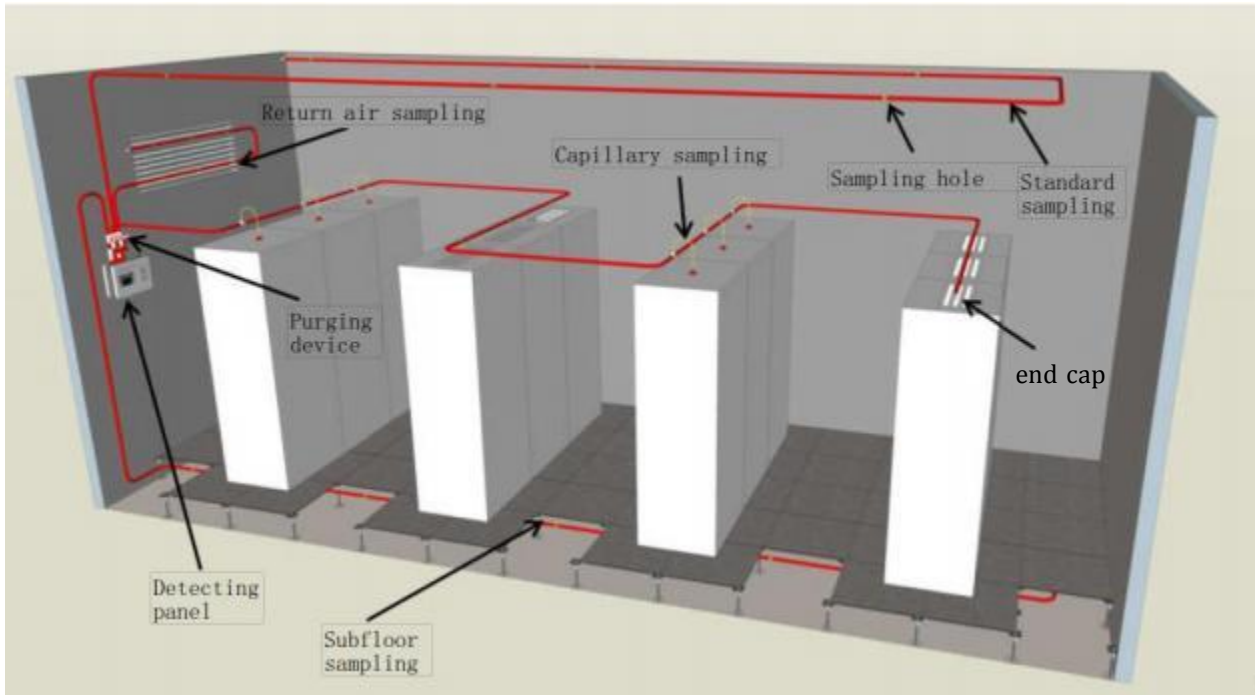 Return air sampling
Capillary sampling
Sampling hole
Standard
sampling
Purging
device
end cap
Detecting
panel
Subfloor
sampling